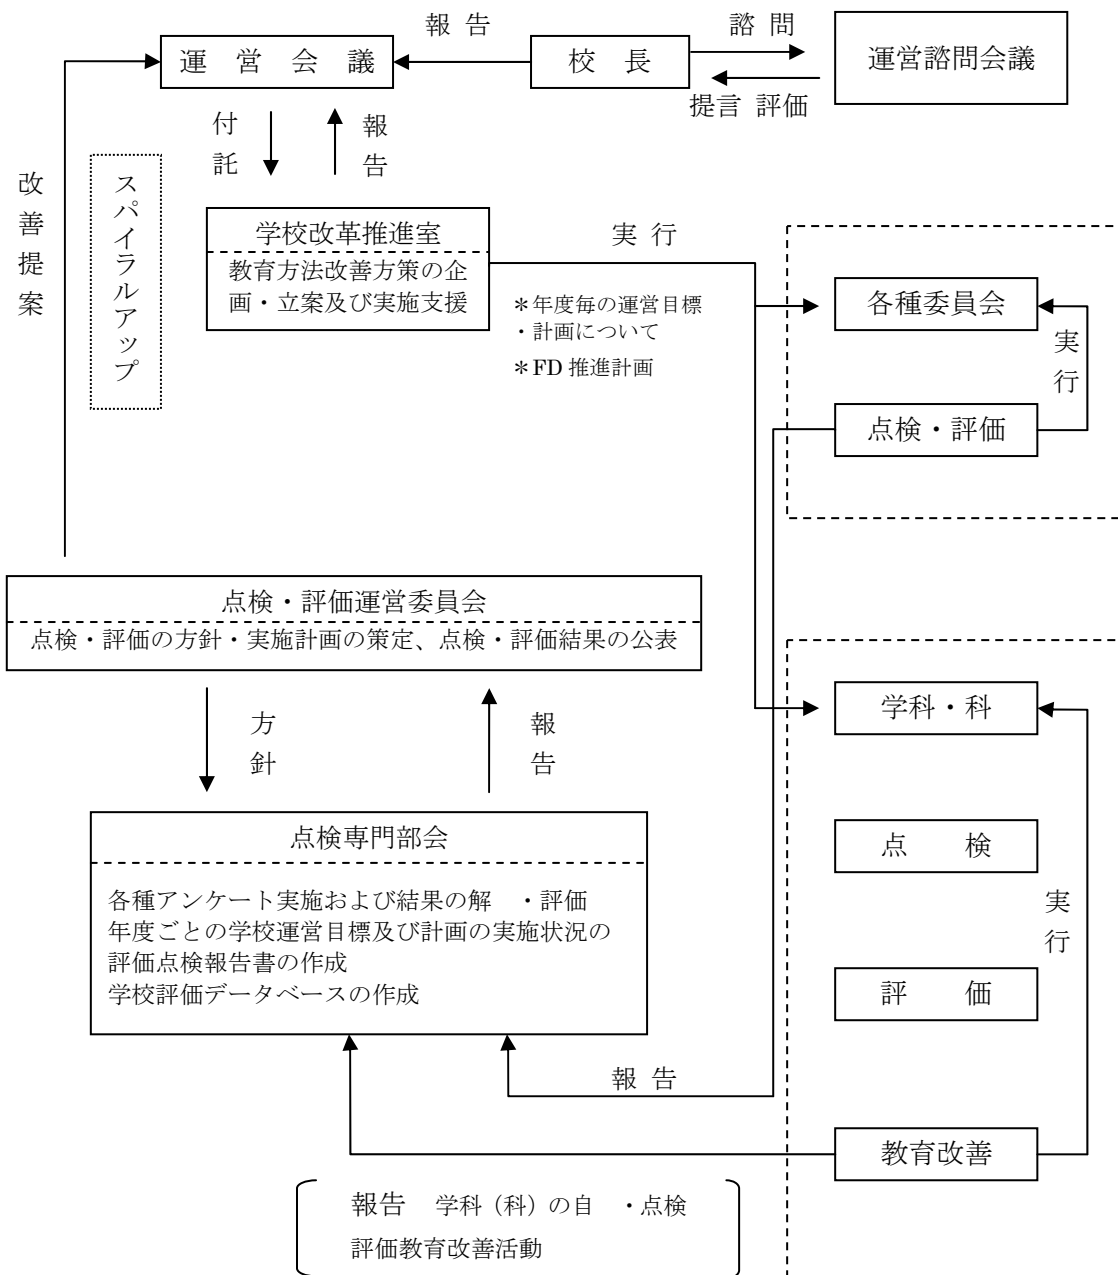 報 告
諮 問
運 営 会 議
校 長
運営諮問会議
提言 評価
付託
報告
改善提案
スパイラルアップ
学校改革推進室
教育方法改善方策の企
画・立案及び実施支援
実 行
＊年度毎の運営目標
・計画について
＊FD 推進計画
各種委員会
実行
点検・評価
点検・評価運営委員会
点検・評価の方針・実施計画の策定、点検・評価結果の公表
方針
報告
学科・科
点検専門部会
各種アンケート実施および結果の解　・評価
年度ごとの学校運営目標及び計画の実施状況の
評価点検報告書の作成
学校評価データベースの作成
点　検
評　価
実行
報 告
教育改善
報告　学科（科）の自　・点検
評価教育改善活動